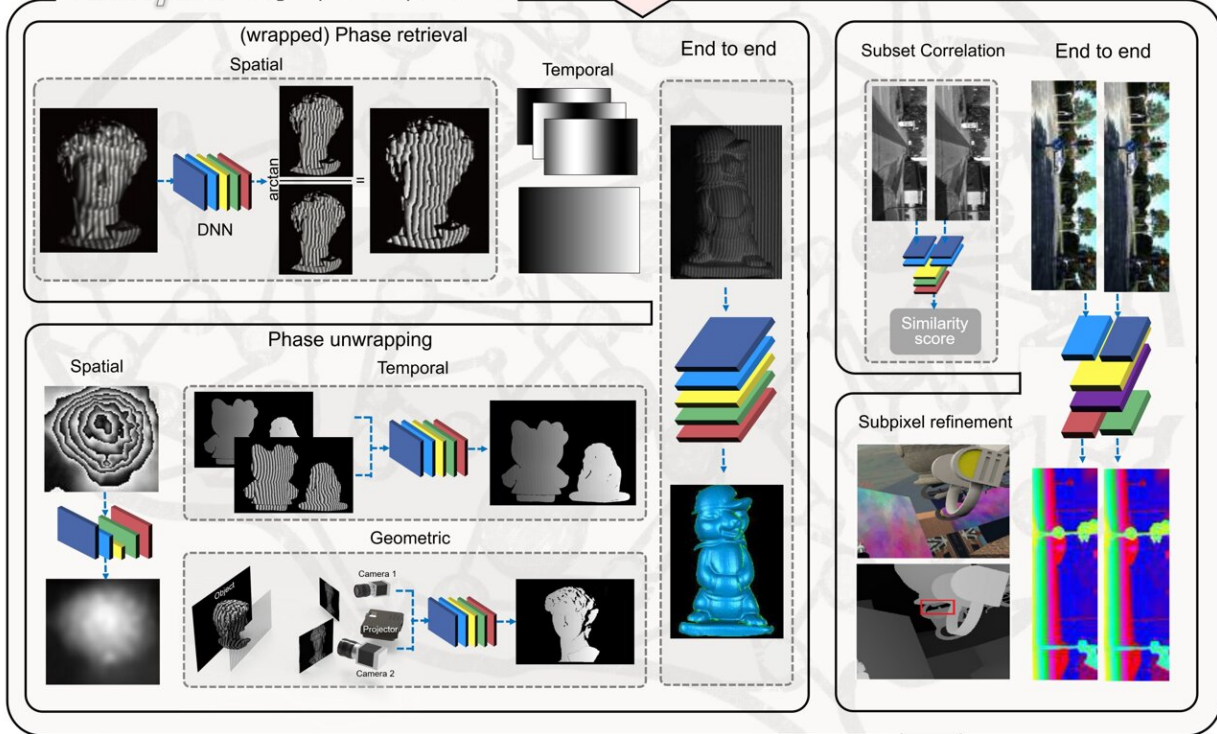 (wrapped) Phase retrieval
Spatial
DNN
arctan
=
Temporal
End to end
Phase unwrapping
Spatial
Temporal
Geometric
Object
Camera 1
Projector
Camera 2
Subset Correlation
Similarity
score
End to end
Subpixel refinement